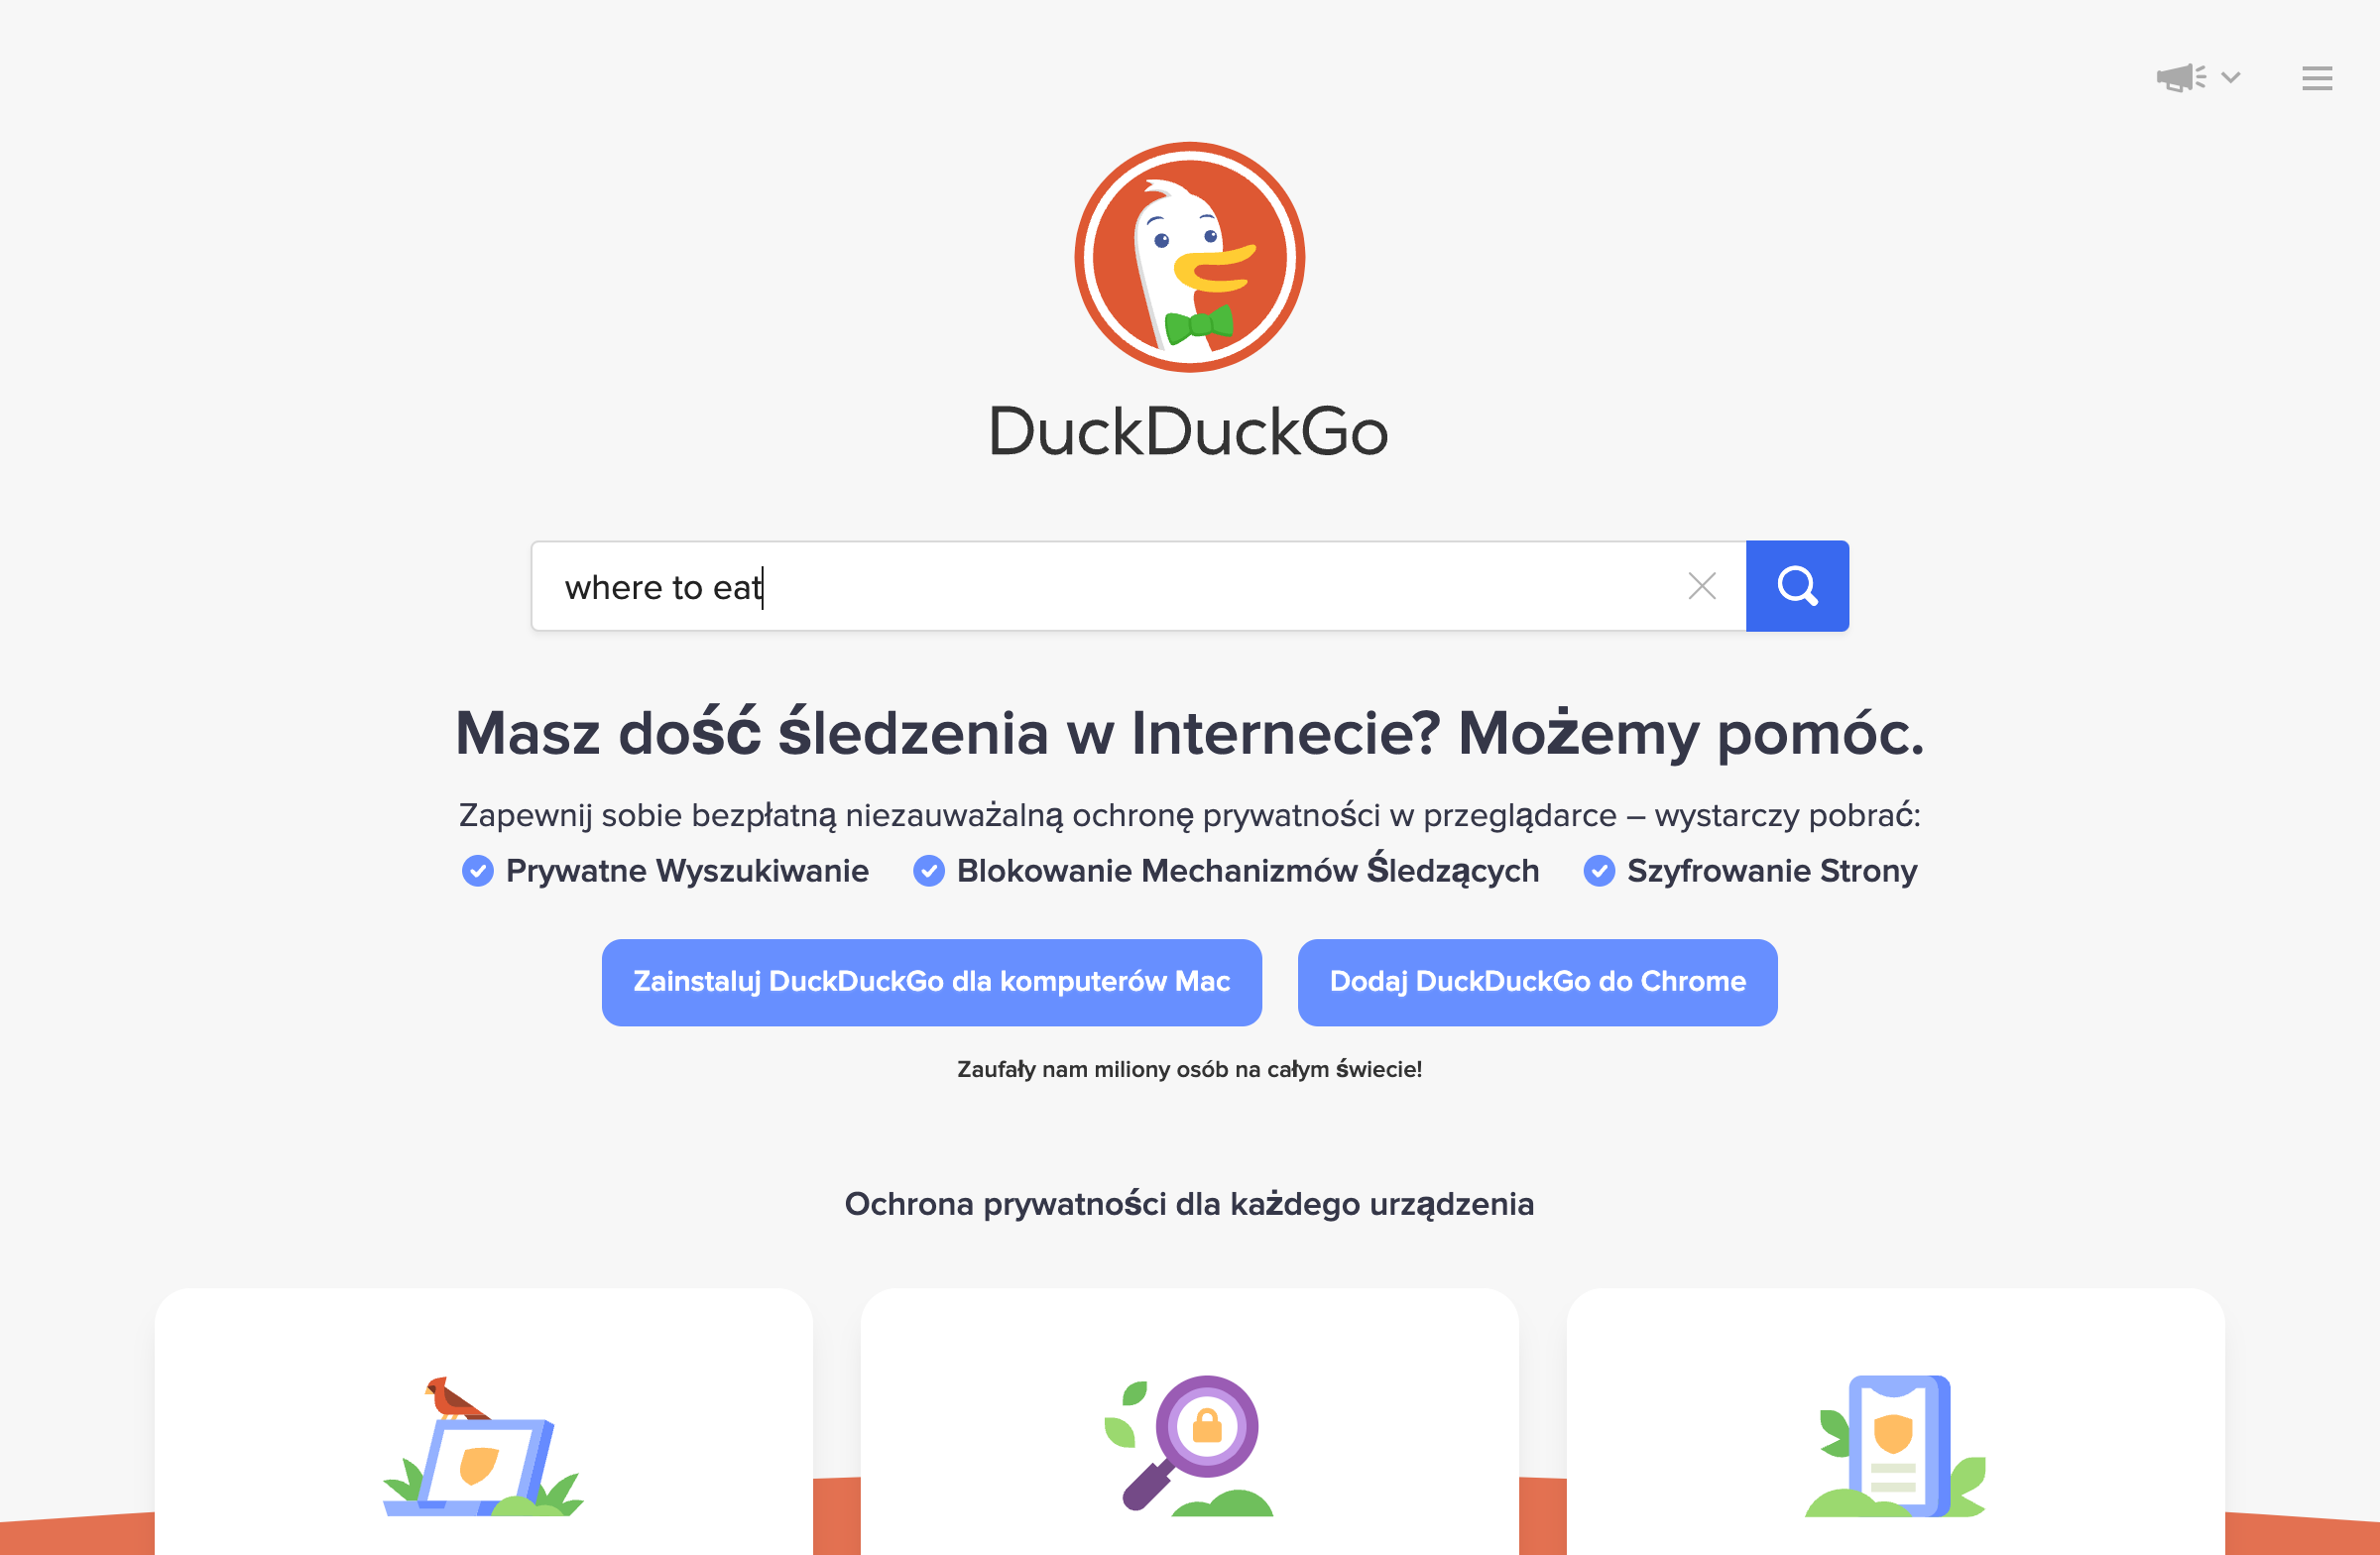 DuckDuckGo
where to eat
Masz dość śledzenia w Internecie? Możemy pomóc.
Zapewnij sobie bezpłatną niezauważalną ochronę prywatności w przeglądarce – wystarczy pobrać:
Prywatne Wyszukiwanie Blokowanie Mechanizmów Śledzących Szyfrowanie Strony
Zainstaluj DuckDuckGo dla komputerów Mac Dodaj DuckDuckGo do Chrome
Zaufały nam miliony osób na całym świecie!
Ochrona prywatności dla każdego urządzenia